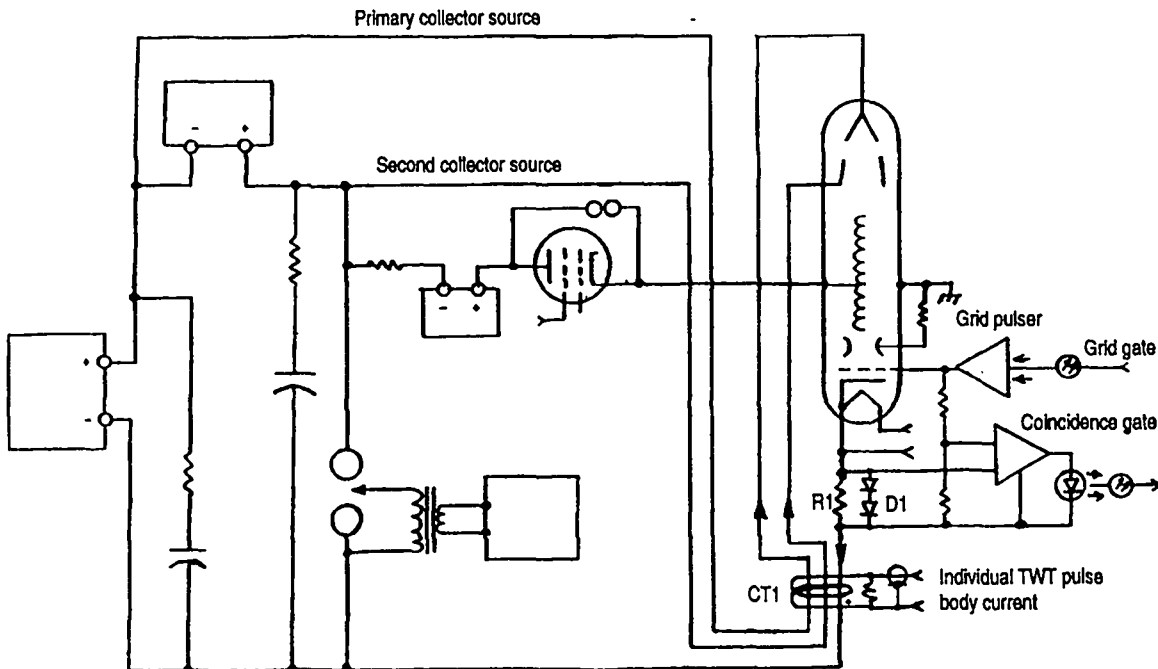 Primary collector source
- +
Second collector source
- +
+
-
Grid pulser
Grid gate
Coincidence gate
R1
D1
CT1
Individual TWT pulse
body current